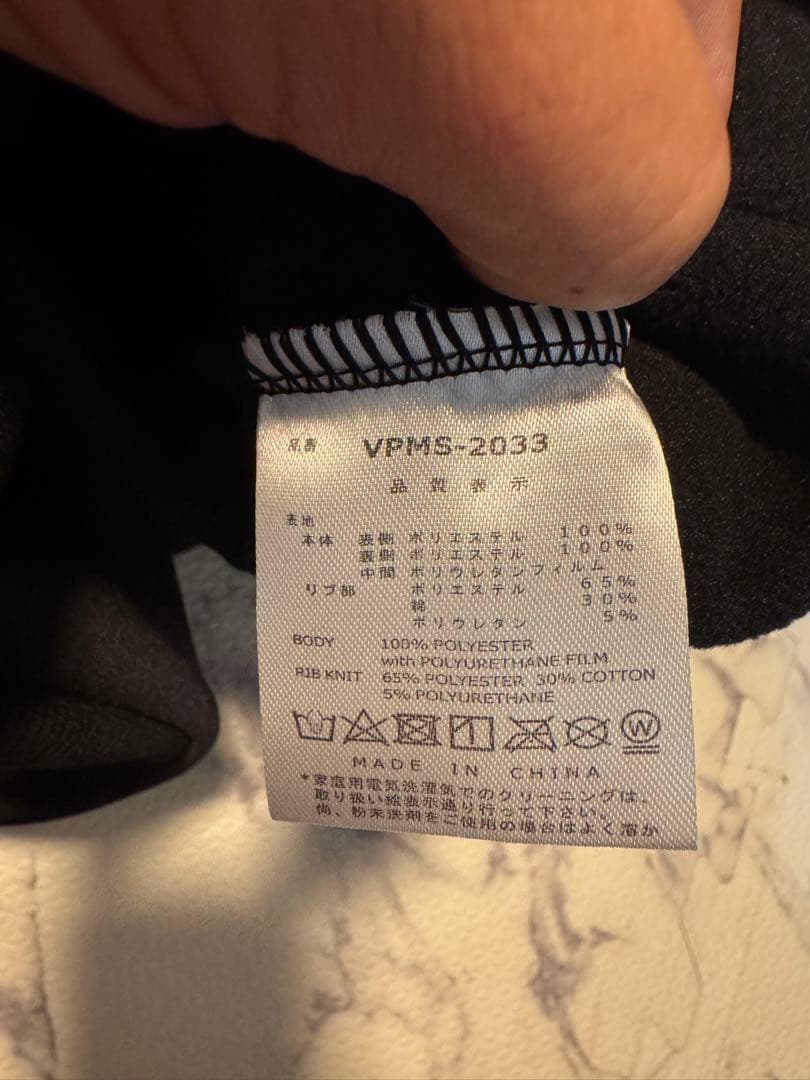 品番 VPMS-2033
品質表示
表地
本体 表側 ポリエステル 100%
裏側 ポリエステル 100%
中間 ポリウレタンフィルム
リブ部 ポリエステル 65%
綿 30%
ポリウレタン 5%
BODY 100% POLYESTER
with POLYURETHANE FILM
RIB KNIT 65% POLYESTER 30% COTTON
5% POLYURETHANE
W
MADE IN CHINA
*家庭用電気洗濯気でのクリーニングは、
取り扱い絵表示通り行って下さい。
尚、粉末洗剤をご使用の場合はよく溶か